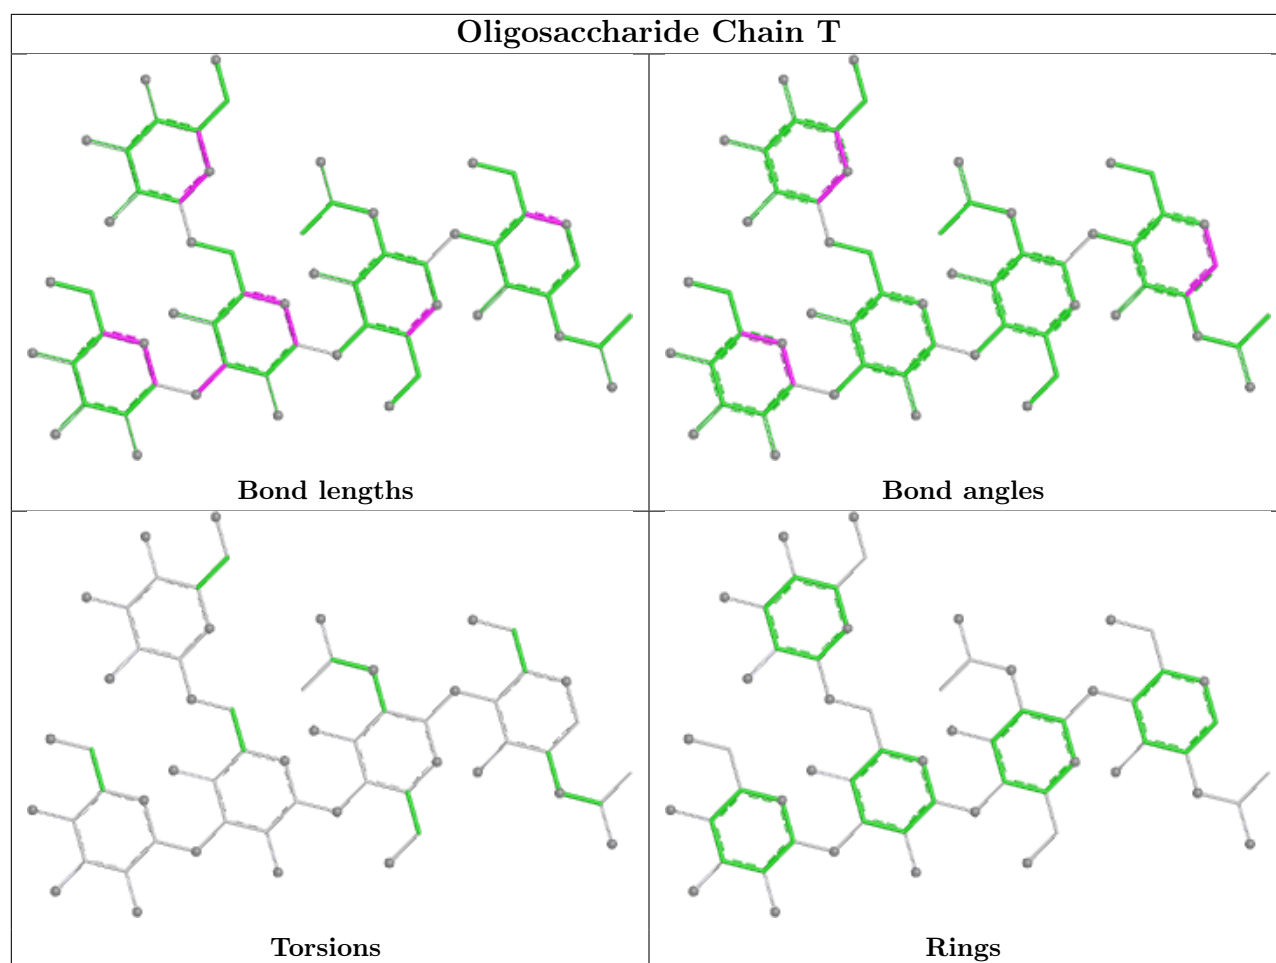 Oligosaccharide Chain T
Bond lengths
Bond angles
Torsions
Rings